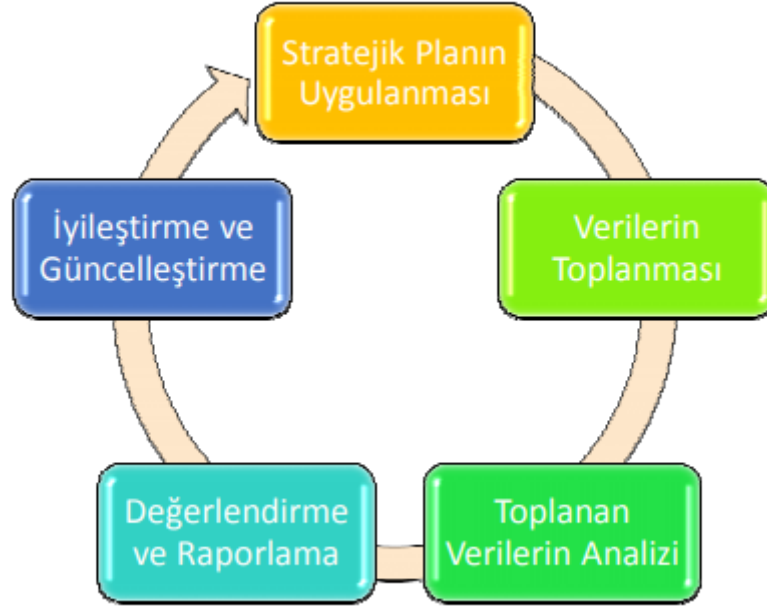 Stratejik Planın
Uygulanması
Verilerin
Toplanması
Toplanan
Verilerin Analizi
Değerlendirme
ve Raporlama
İyileştirme ve
Güncelleştirme